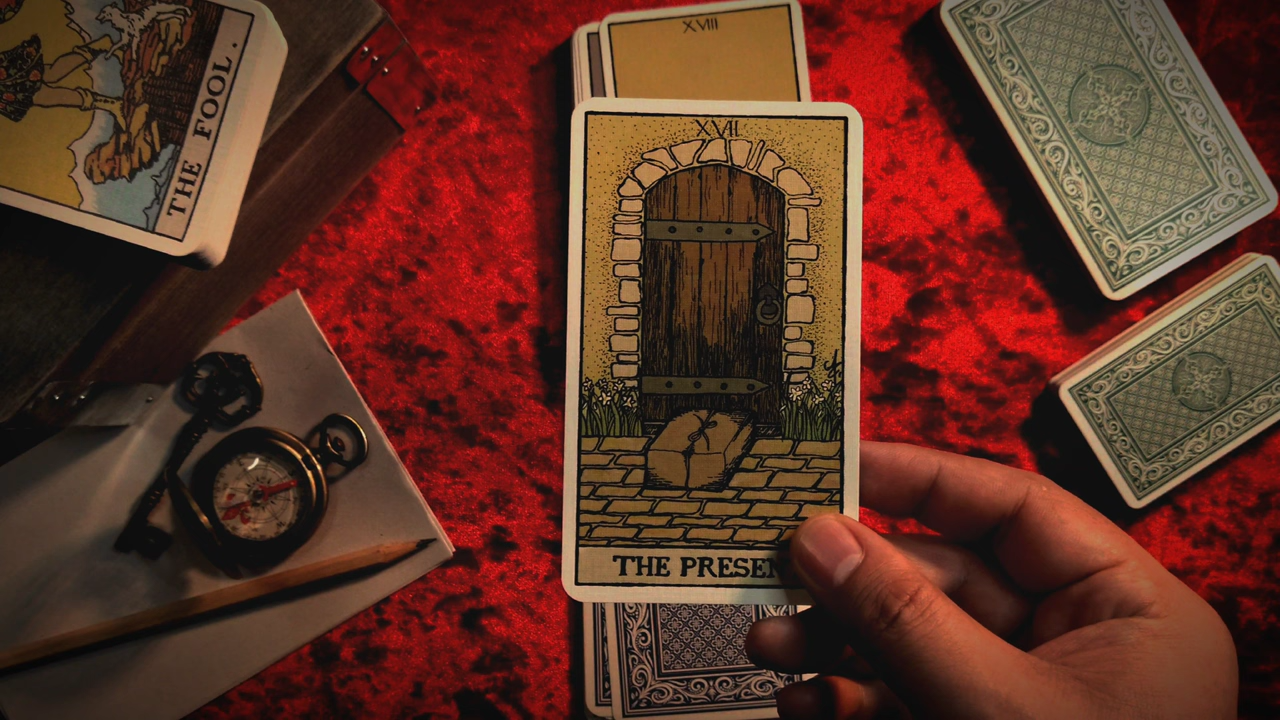 THE FOOL.
XVIII
XVII
THE PRESEN